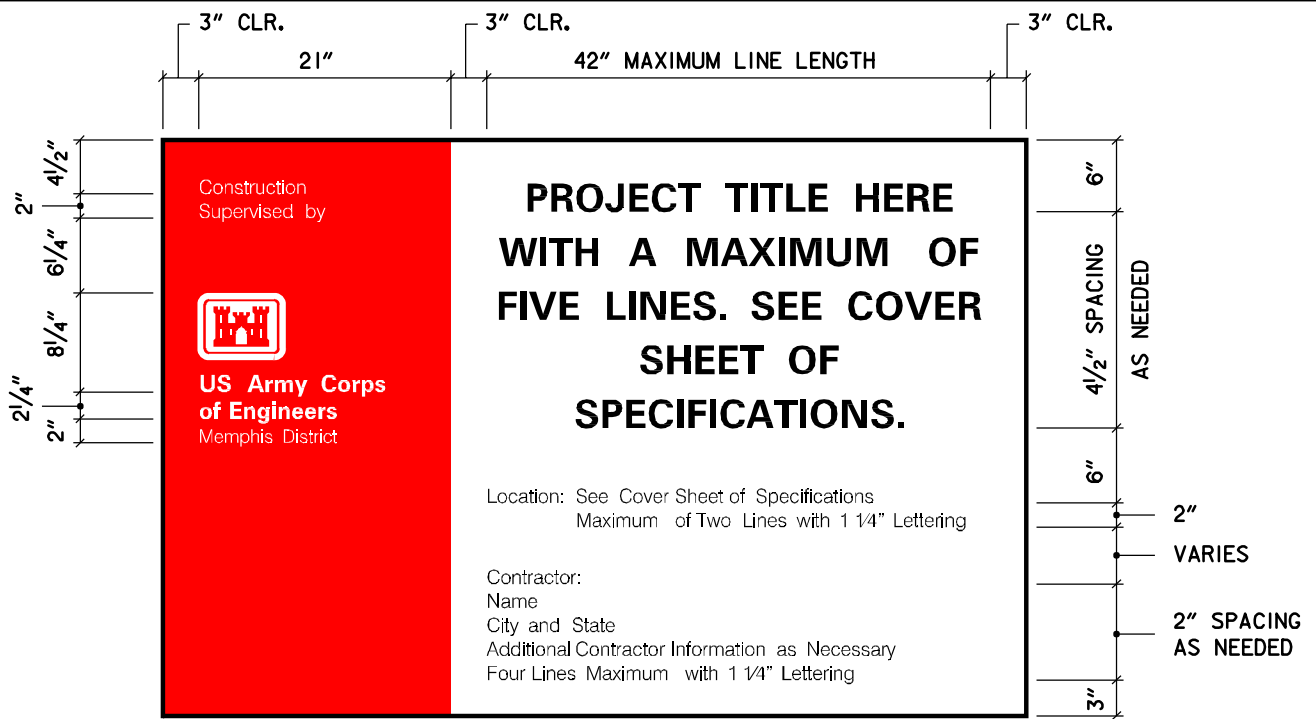 3" CLR.
3" CLR.
3" CLR.
21"
42" MAXIMUM LINE LENGTH
4½"
2"
6¼"
8¼"
2¼"
2"
Construction
Supervised by
US Army Corps
of Engineers
Memphis District
PROJECT TITLE HERE
WITH A MAXIMUM OF
FIVE LINES. SEE COVER
SHEET OF
SPECIFICATIONS.
Location: See Cover Sheet of Specifications
Maximum of Two Lines with 1 1/4" Lettering
Contractor:
Name
City and State
Additional Contractor Information as Necessary
Four Lines Maximum with 1 1/4" Lettering
6"
4½" SPACING
AS NEEDED
6"
2"
VARIES
2" SPACING
AS NEEDED
3"